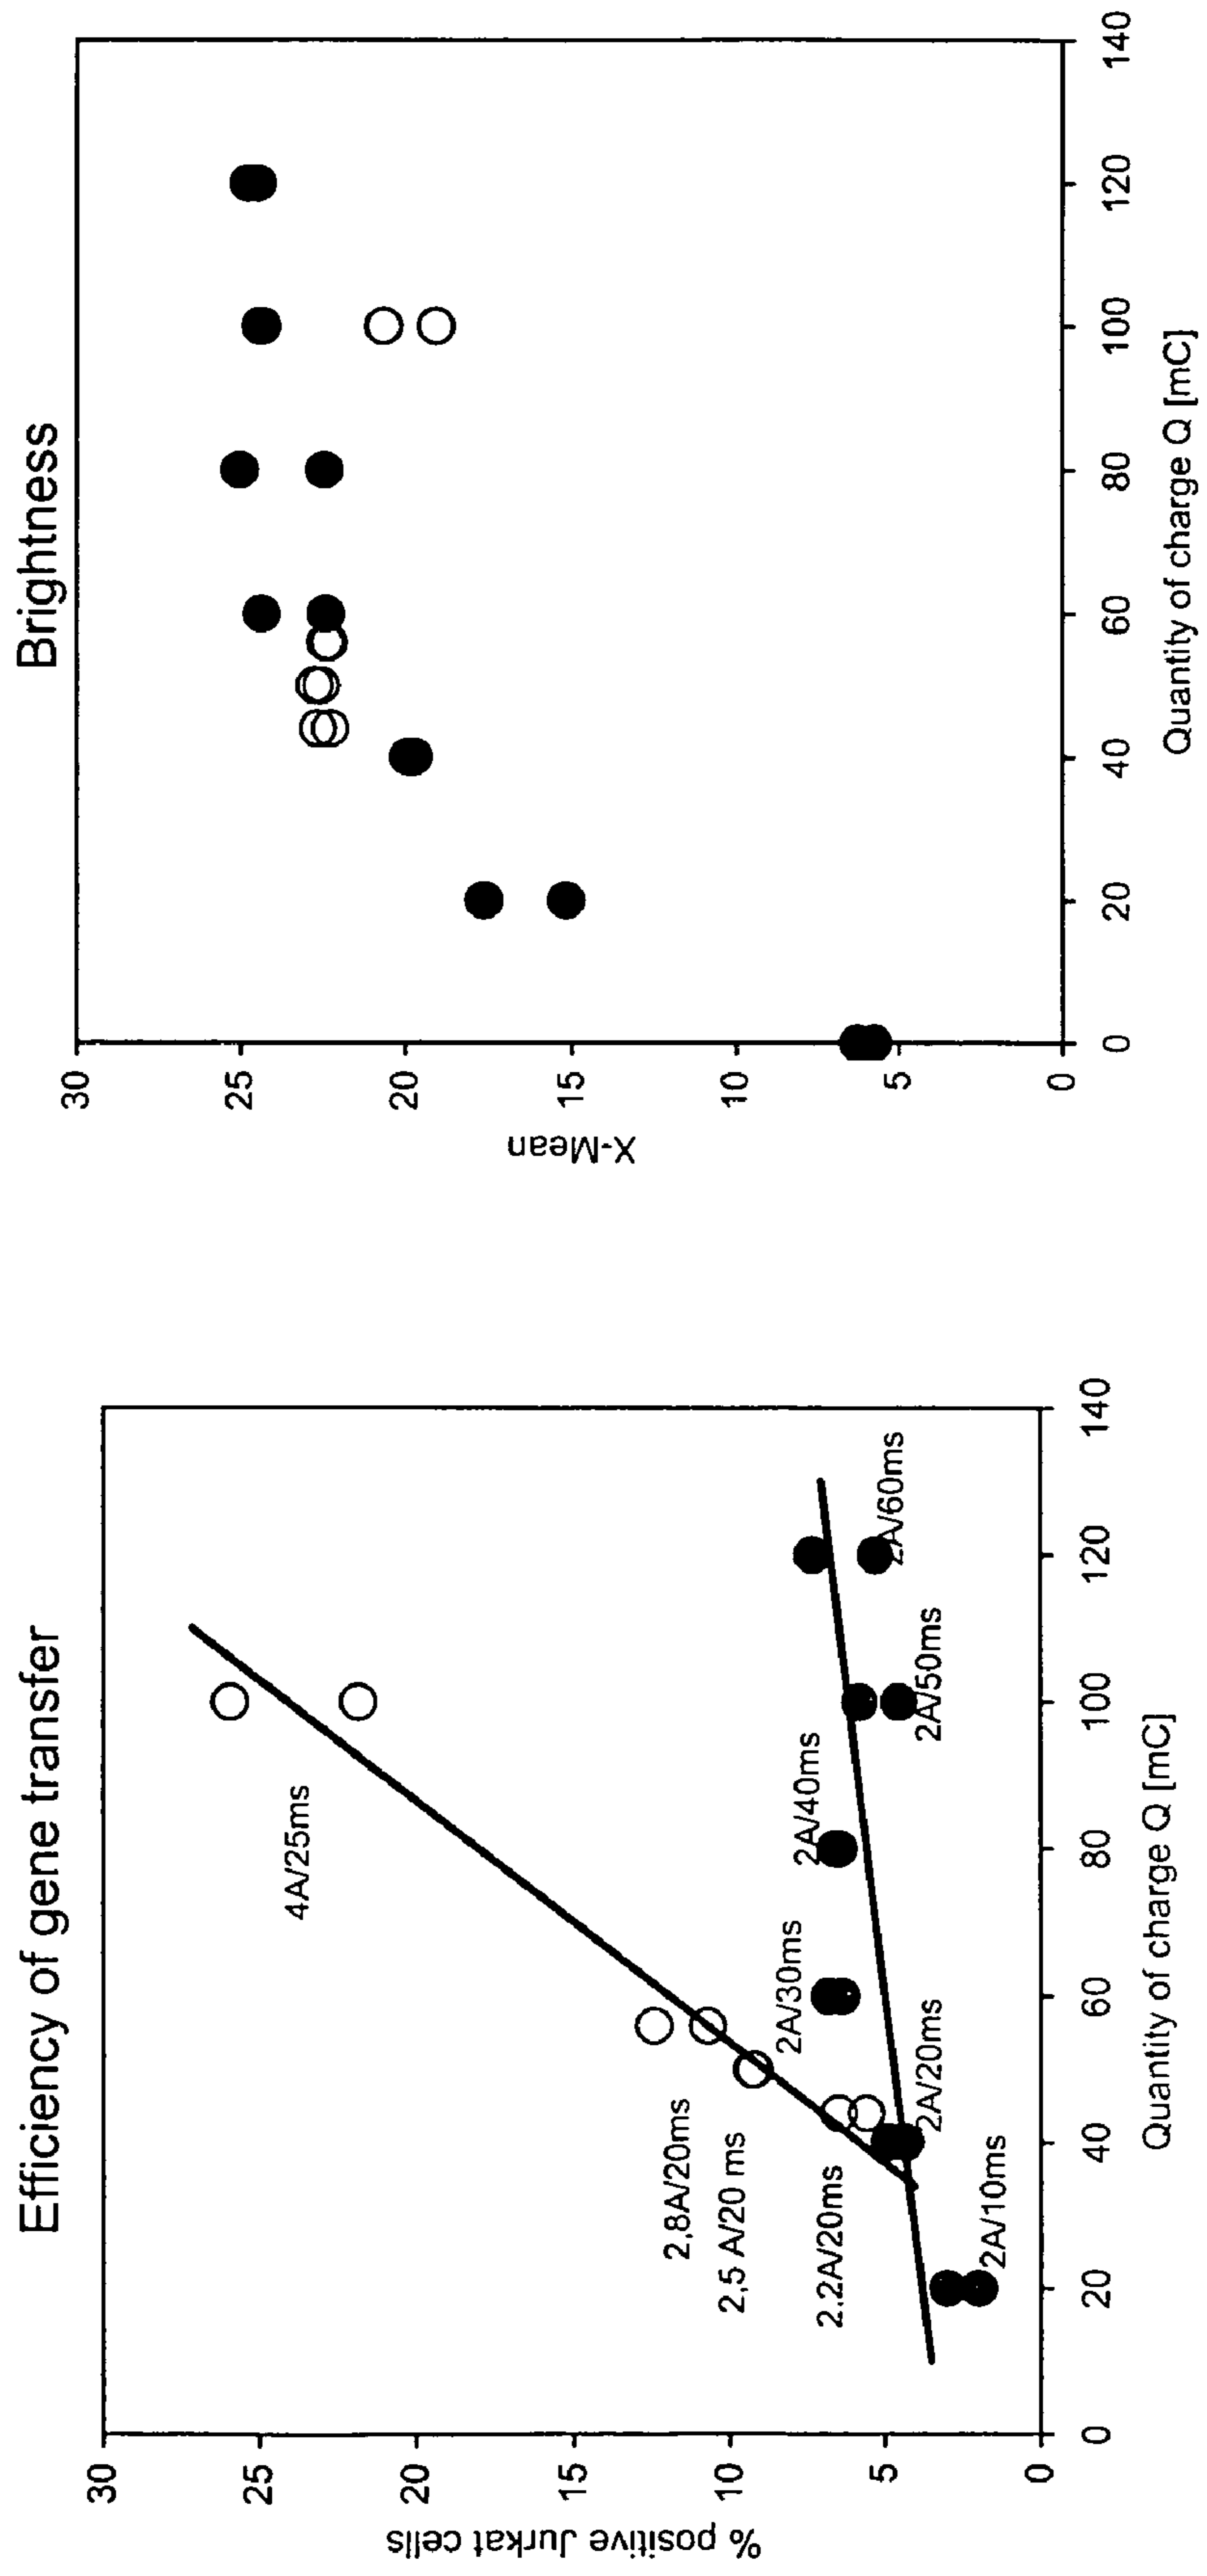 Efficiency of gene transfer
% positive Jurkat cells
30
25
20
15
10
5
0
4A/25ms
2,8A/20ms
2,5 A/20 ms
2.2A/20ms
2A/10ms
2A/20ms
2A/30ms
2A/40ms
2A/50ms
2A/60ms
0
20
40
60
80
100
120
140
Quantity of charge Q [mC]
Brightness
X-Mean
30
25
20
15
10
5
0
0
20
40
60
80
100
120
140
Quantity of charge Q [mC]